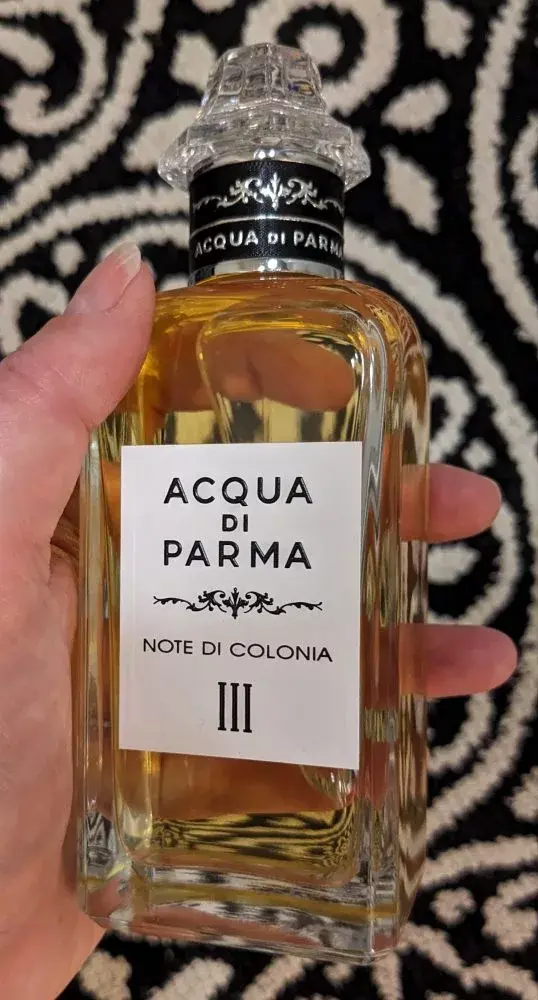 ACQUA DI PARMA
ACQUA
DI
PARMA
NOTE DI COLONIA
III